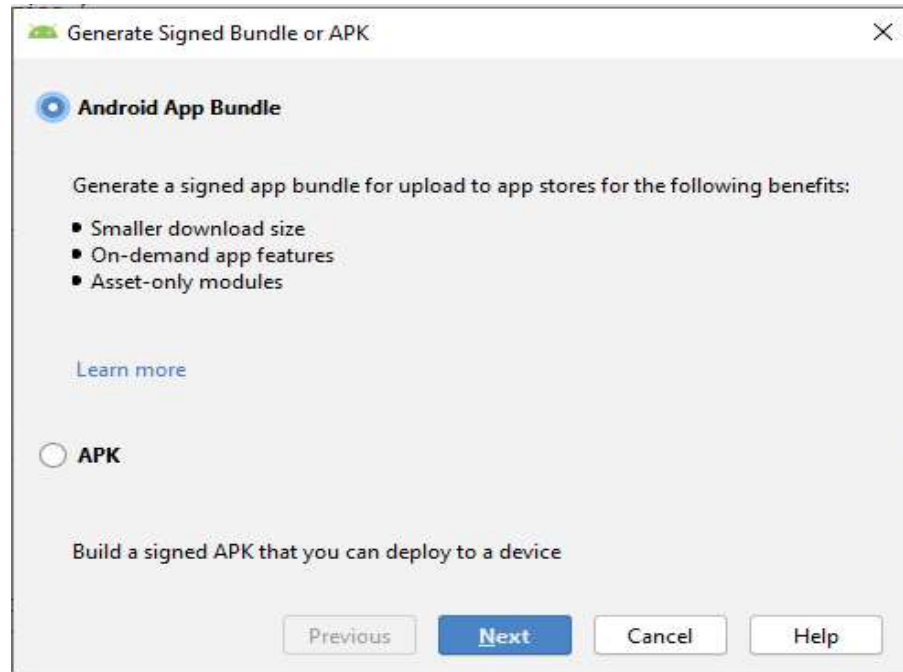 Generate Signed Bundle or APK
Android App Bundle
Generate a signed app bundle for upload to app stores for the following benefits:
• Smaller download size
• On-demand app features
• Asset-only modules
Learn more
APK
Build a signed APK that you can deploy to a device
Previous Next Cancel Help